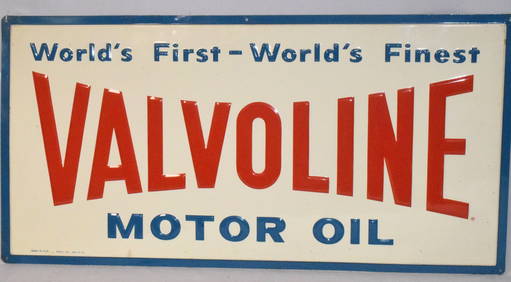 World's First - World's Finest
VALVOLINE
MOTOR OIL